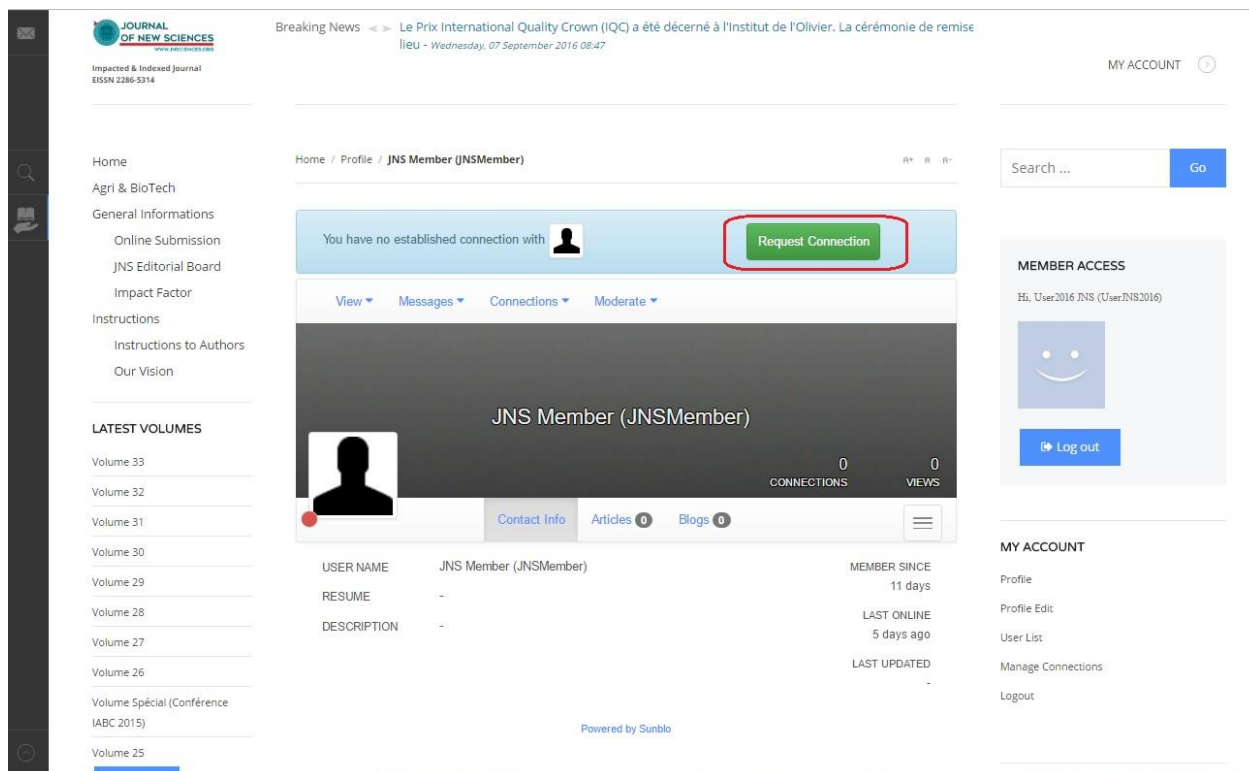 JOURNAL
OF NEW SCIENCES
WWW.JNSCIENCES.ORG
Impacted & Indexed Journal
EISSN 2286-5314
Breaking News
Le Prix International Quality Crown (IQC) a été décerné à l'Institut de l'Olivier. La cérémonie de remise
lieu - Wednesday, 07 September 2016 08:47
MY ACCOUNT
Home
Agri & BioTech
General Informations
Online Submission
JNS Editorial Board
Impact Factor
Instructions
Instructions to Authors
Our Vision
LATEST VOLUMES
Volume 33
Volume 32
Volume 31
Volume 30
Volume 29
Volume 28
Volume 27
Volume 26
Volume Spécial (Conférence
IABC 2015)
Volume 25
Home / Profile / JNS Member (JNSMember)
A+ A A-
You have no established connection with
Request Connection
View Messages Connections Moderate
JNS Member (JNSMember)
0 0
CONNECTIONS VIEWS
Contact Info Articles 0 Blogs 0
USER NAME JNS Member (JNSMember)
RESUME -
DESCRIPTION -
MEMBER SINCE
11 days
LAST ONLINE
5 days ago
LAST UPDATED
-
Powered by Sunblo
Search ... Go
MEMBER ACCESS
Hi, User2016 JNS (UserJNS2016)
Log out
MY ACCOUNT
Profile
Profile Edit
User List
Manage Connections
Logout